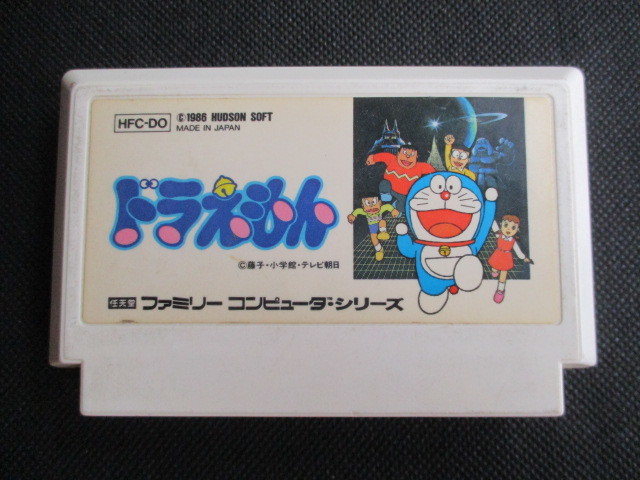 HFC-DO ©1986 HUDSON SOFT
MADE IN JAPAN
ドラえもん
©藤子・小学館・テレビ朝日
任天堂 ファミリー コンピュータ・シリーズ